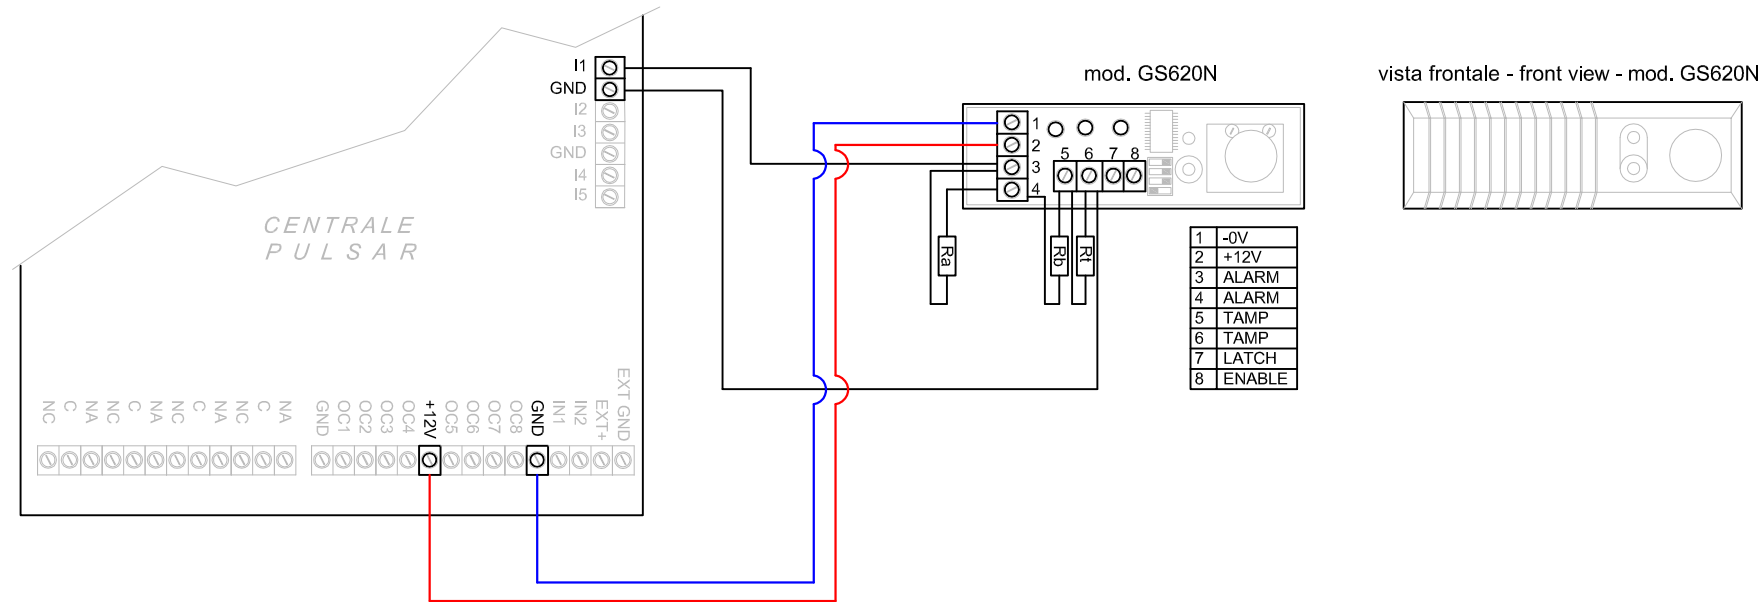 mod. GS620N
vista frontale - front view - mod. GS620N
I1
GND
I2
I3
GND
I4
I5
1
2
3
4
5 6 7 8
CENTRALE
PULSAR
Ra
Rb
Rt
1 -0V
2 +12V
3 ALARM
4 ALARM
5 TAMP
6 TAMP
7 LATCH
8 ENABLE
NC C NA NC C NA NC C NA NC C NA
GND OC1 OC2 OC3 OC4 +12V OC5 OC6 OC7 OC8 GND IN1 IN2 EXT+ EXT GND